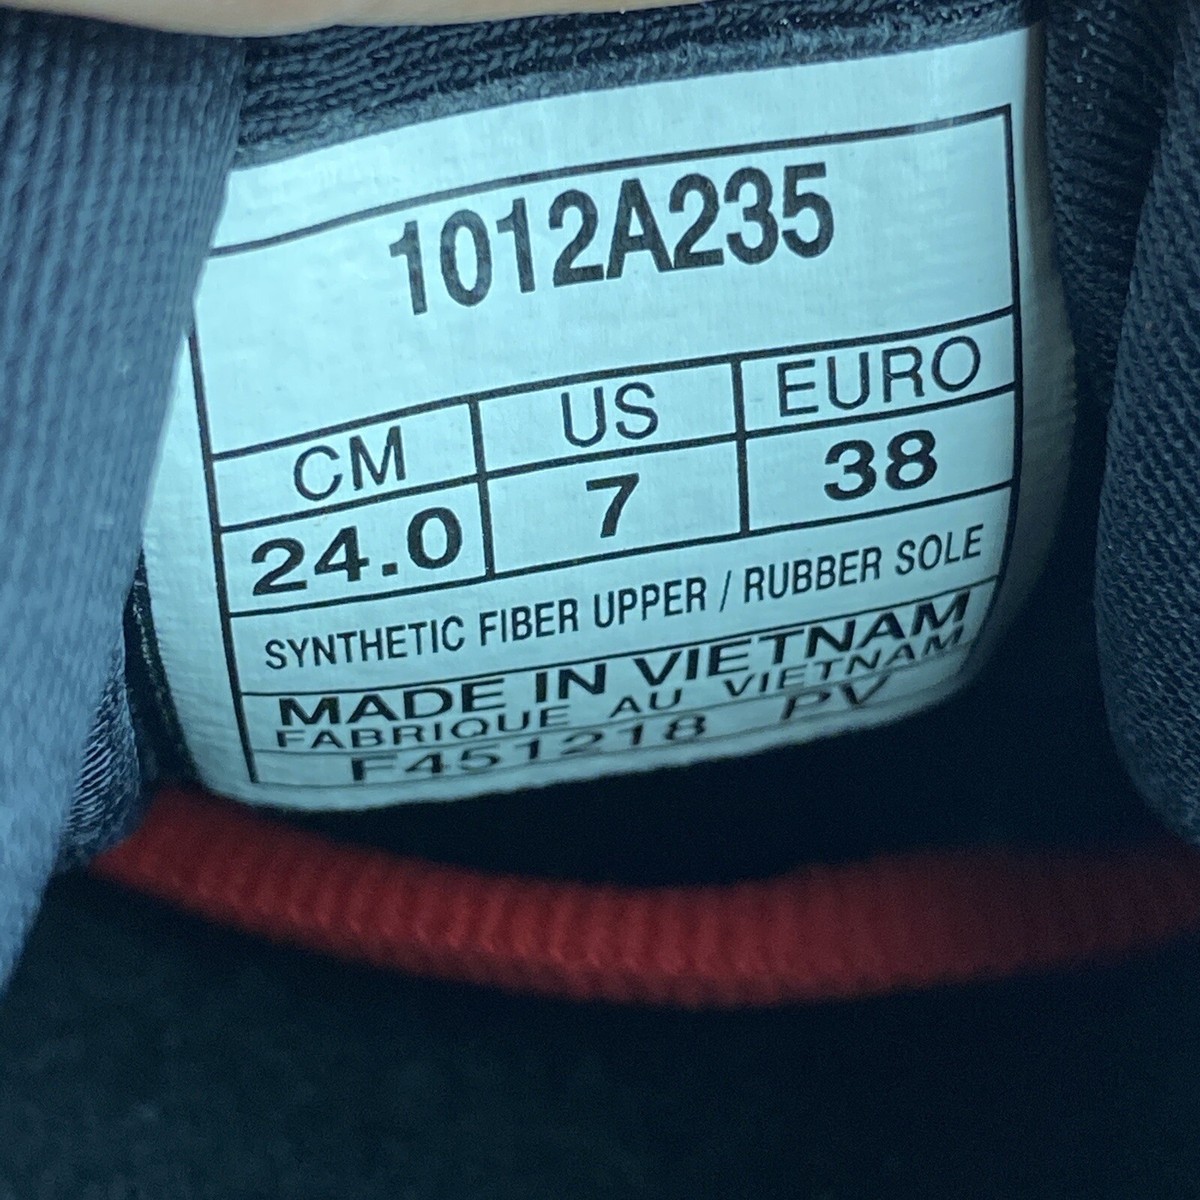 1012A235
CM US EURO
24.0 7 38
SYNTHETIC FIBER UPPER / RUBBER SOLE
MADE IN VIETNAM
FABRIQUE AU VIETNAM
F451218 PV